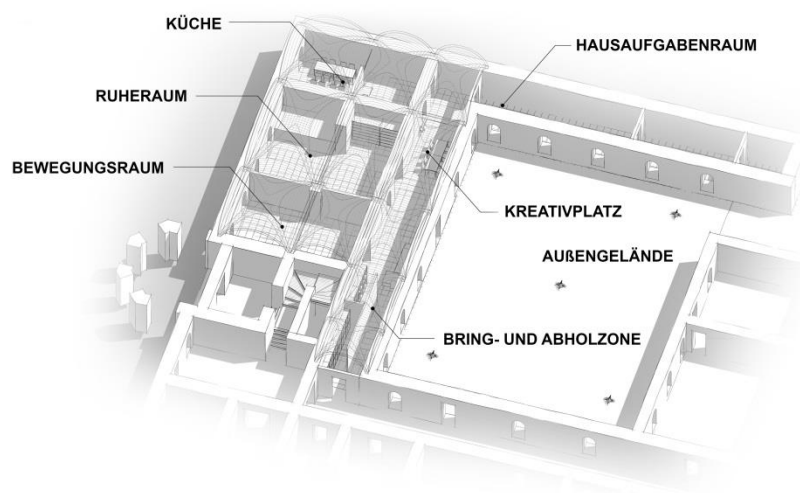 KÜCHE
HAUSAUFGABENRAUM
RUHERAUM
BEWEGUNGSRAUM
KREATIVPLATZ
AUßENGELÄNDE
BRING- UND ABHOLZONE